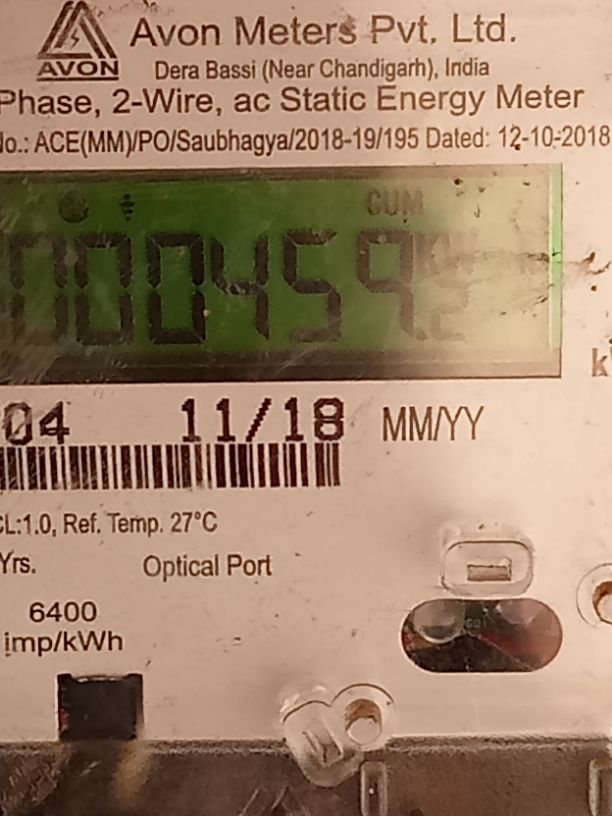 AVON
Avon Meters Pvt. Ltd.
Dera Bassi (Near Chandigarh), India
Phase, 2-Wire, ac Static Energy Meter
No.: ACE(MM)/PO/Saubhagya/2018-19/195 Dated: 12-10-2018
CUM
000459.2
04 11/18 MM/YY
CL:1.0, Ref. Temp. 27°C
Yrs. Optical Port
6400
imp/kWh